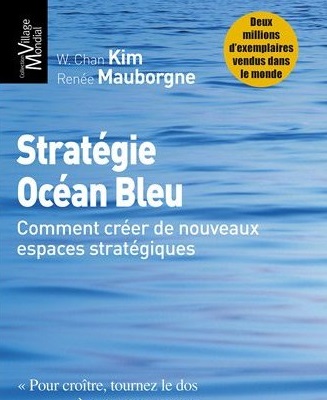 Collection
Village
Mondial
W. Chan Kim
Renée Mauborgne
Deux
millions
d'exemplaires
vendus dans
le monde
Stratégie
Océan Bleu
Comment créer de nouveaux
espaces stratégiques
« Pour croître, tournez le dos